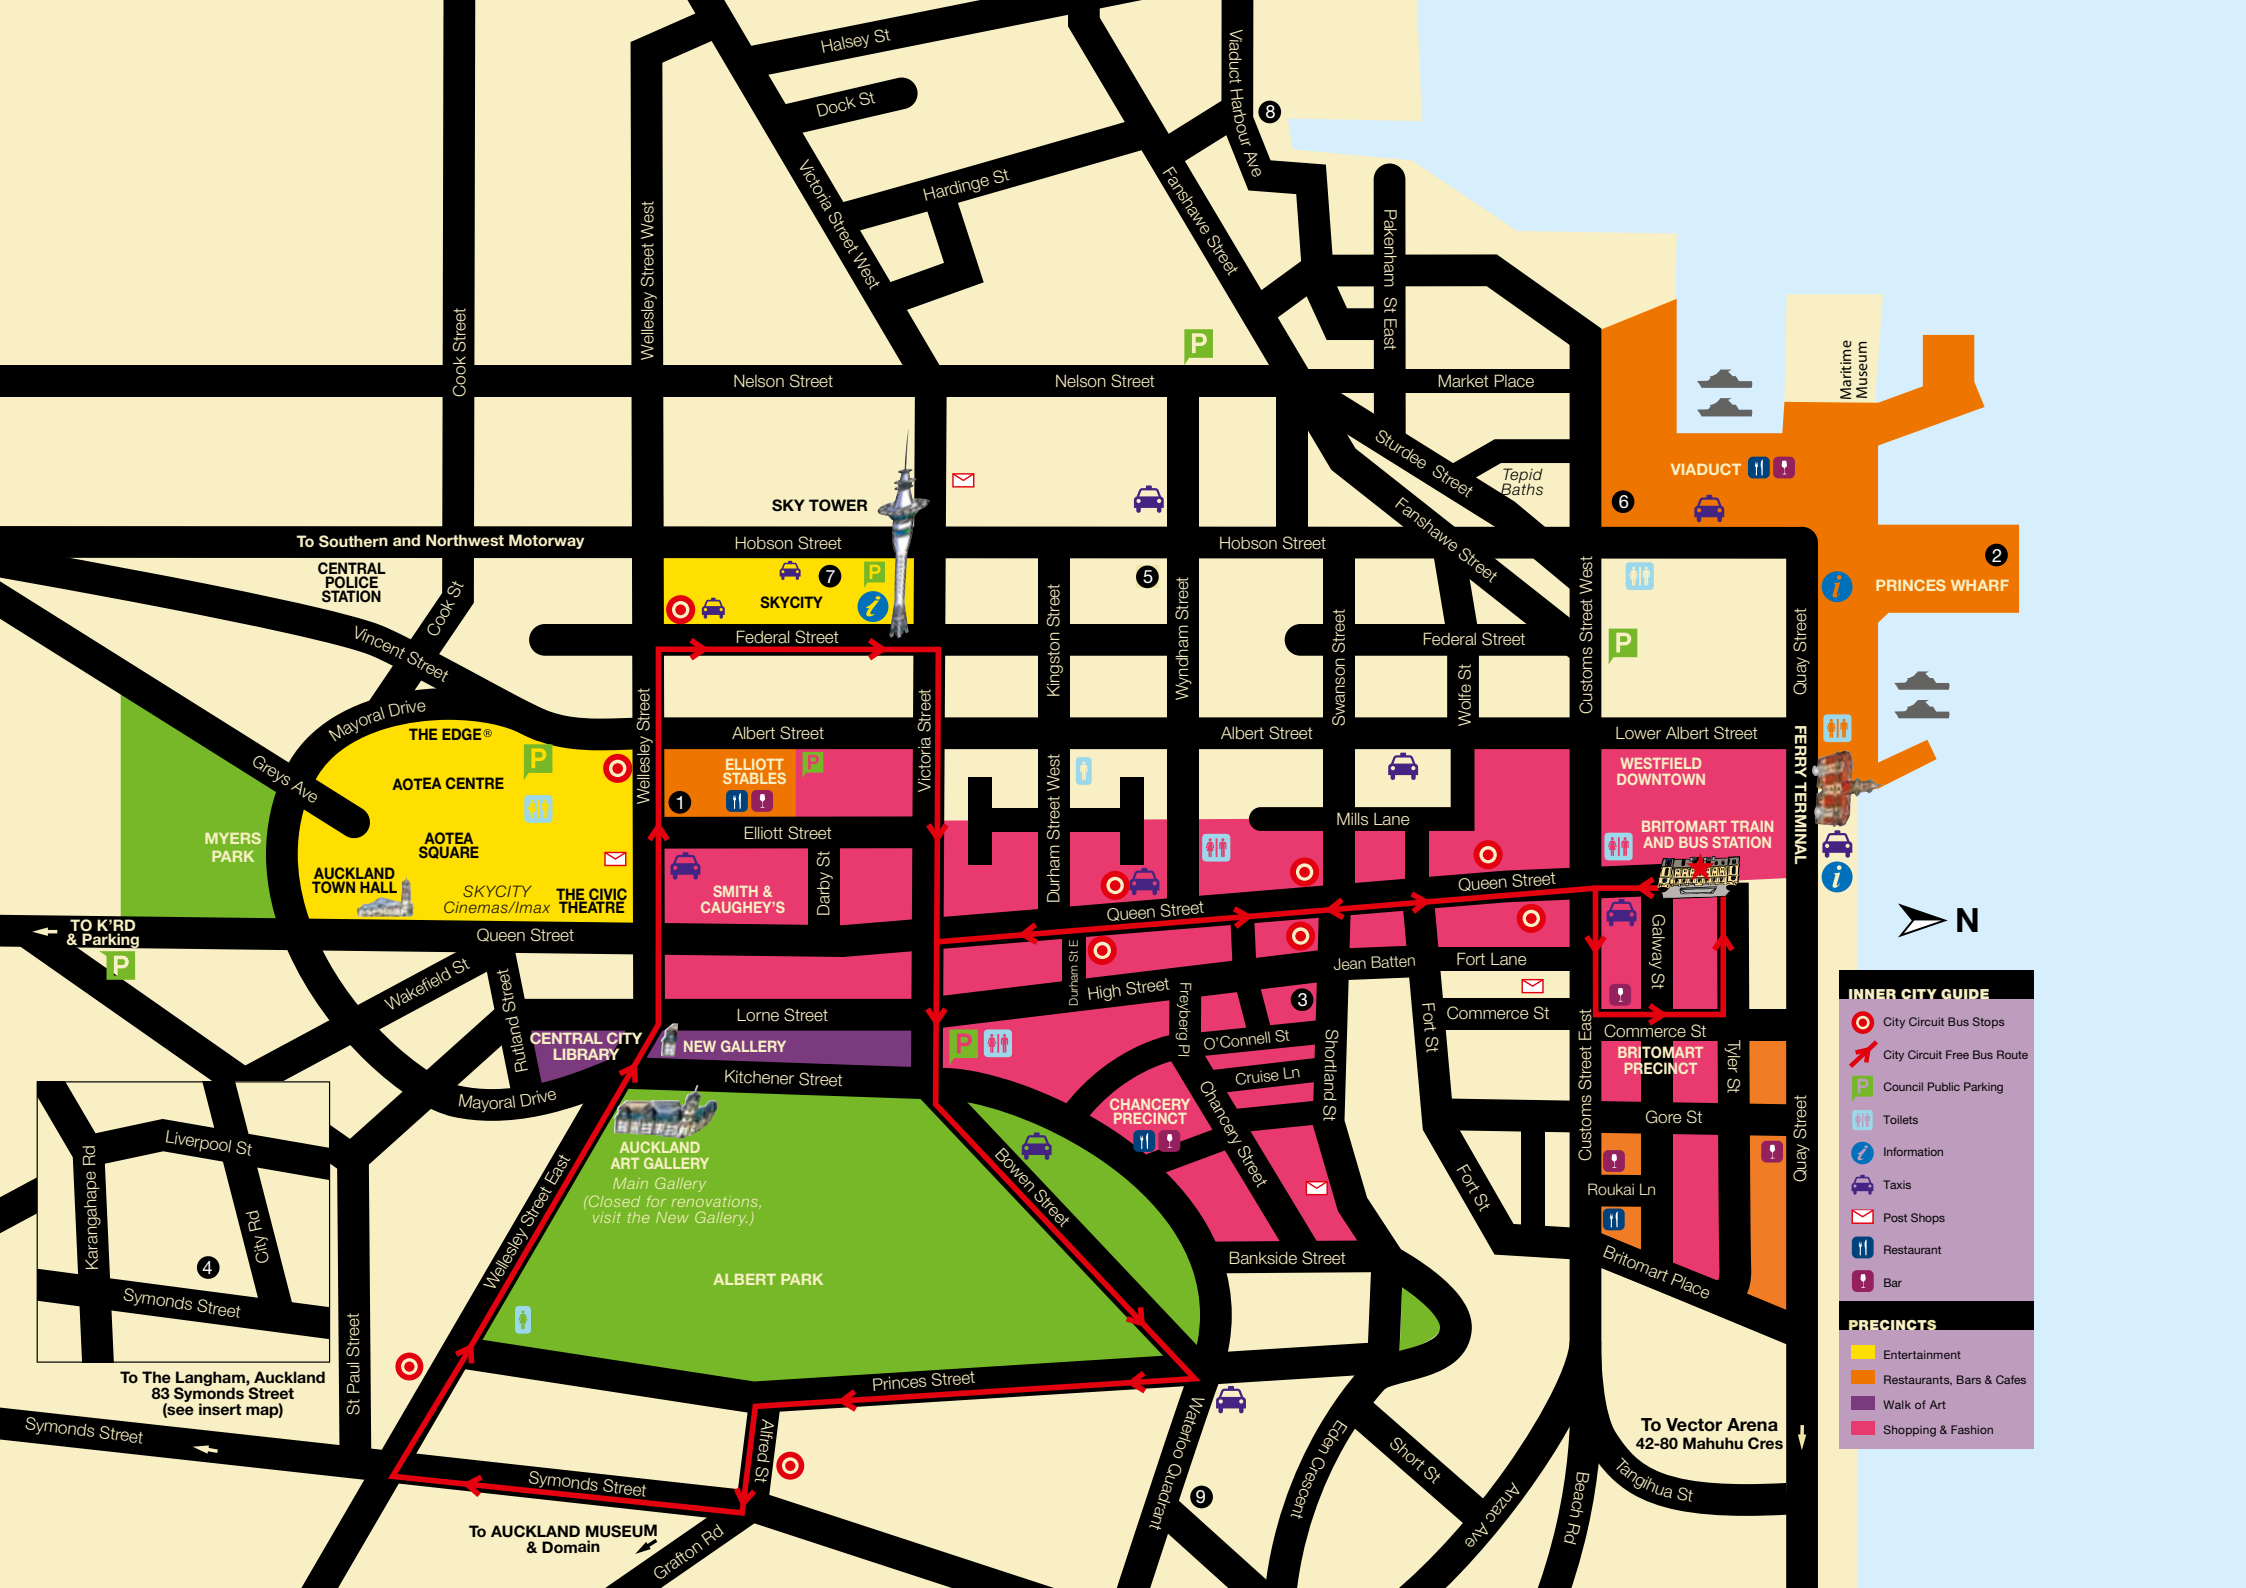 Halsey St
Dock St
Viaduct Harbour Ave
8
Hardinge St
Victoria Street West
Fanshawe Street
Pakenham St East
Wellesley Street West
Cook Street
P
Nelson Street
Nelson Street
Market Place
Maritime
Museum
Sturdee Street
Tepid
Baths
VIADUCT
6
SKY TOWER
Fanshawe Street
To Southern and Northwest Motorway
Hobson Street
Hobson Street
2
PRINCES WHARF
CENTRAL
POLICE
STATION
7
P
SKYCITY
i
5
i
Cook St
Vincent Street
Federal Street
Kingston Street
Wyndham Street
Swanson Street
Federal Street
Wolfe St
Customs Street West
P
Quay Street
Mayoral Drive
Wellesley Street
Victoria Street
THE EDGE®
Albert Street
Albert Street
Lower Albert Street
FERRY TERMINAL
Greys Ave
AOTEA CENTRE
P
ELLIOTT
STABLES
P
1
Durham Street West
WESTFIELD
DOWNTOWN
MYERS
PARK
AOTEA
SQUARE
Elliott Street
Mills Lane
BRITOMART TRAIN
AND BUS STATION
AUCKLAND
TOWN HALL
SKYCITY
Cinemas/Imax
THE CIVIC
THEATRE
SMITH &
CAUGHEY'S
Darby St
Queen Street
Queen Street
i
TO K'RD
& Parking
P
Queen Street
Galway St
N
Wakefield St
Rutland Street
Durham St E
High Street
Jean Batten
Fort Lane
3
Freyberg Pl
Lorne Street
Commerce St
Commerce St
CENTRAL CITY
LIBRARY
NEW GALLERY
P
O'Connell St
Shortland St
Fort St
Customs Street East
BRITOMART
PRECINCT
Tyler St
Kitchener Street
Cruise Ln
Mayoral Drive
CHANCERY
PRECINCT
Chancery Street
Gore St
Quay Street
AUCKLAND
ART GALLERY
Main Gallery
(Closed for renovations,
visit the New Gallery.)
Bowen Street
Fort St
Roukai Ln
Wellesley Street East
ALBERT PARK
Bankside Street
Britomart Place
Liverpool St
Karangahape Rd
City Rd
4
Symonds Street
St Paul Street
To The Langham, Auckland
83 Symonds Street
(see insert map)
Princes Street
Symonds Street
Alfred St
Symonds Street
Waterloo Quadrant
Eden Crescent
Short St
Anzac Ave
Beach Rd
Tangihua St
To Vector Arena
42-80 Mahuhu Cres
9
To AUCKLAND MUSEUM
& Domain
Grafton Rd
INNER CITY GUIDE
City Circuit Bus Stops
City Circuit Free Bus Route
P
Council Public Parking
Toilets
i
Information
Taxis
Post Shops
Restaurant
Bar
PRECINCTS
Entertainment
Restaurants, Bars & Cafes
Walk of Art
Shopping & Fashion